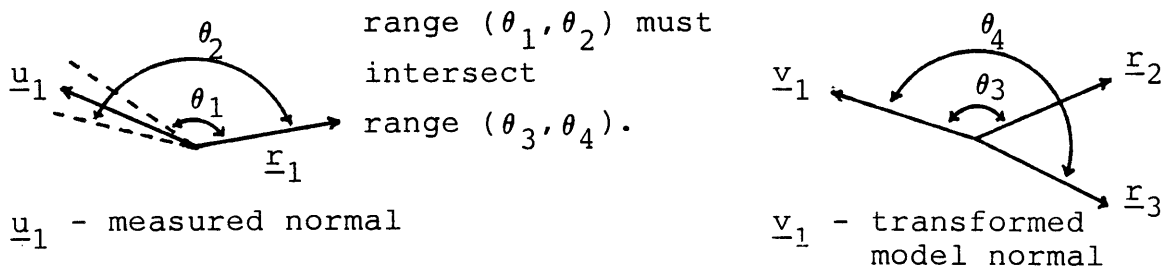 θ2
range (θ1,θ2) must
θ4
u1
θ1
intersect
v1
θ3
r2
range (θ3,θ4).
r1
r3
u1 - measured normal
v1 - transformed
model normal